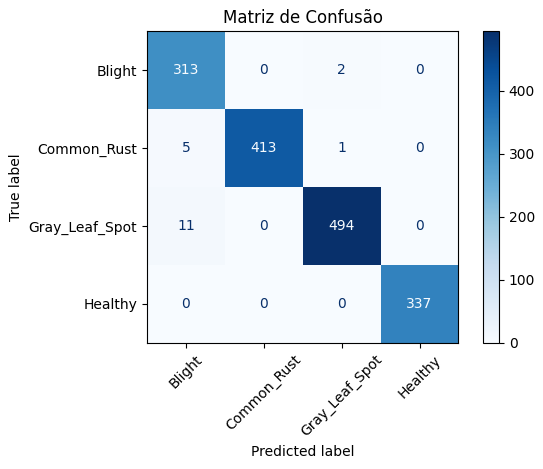 Matriz de Confusão
True label
Blight 313 0 2 0
Common_Rust 5 413 1 0
Gray_Leaf_Spot 11 0 494 0
Healthy 0 0 0 337
Blight Common_Rust Gray_Leaf_Spot Healthy
Predicted label
400
300
200
100
0